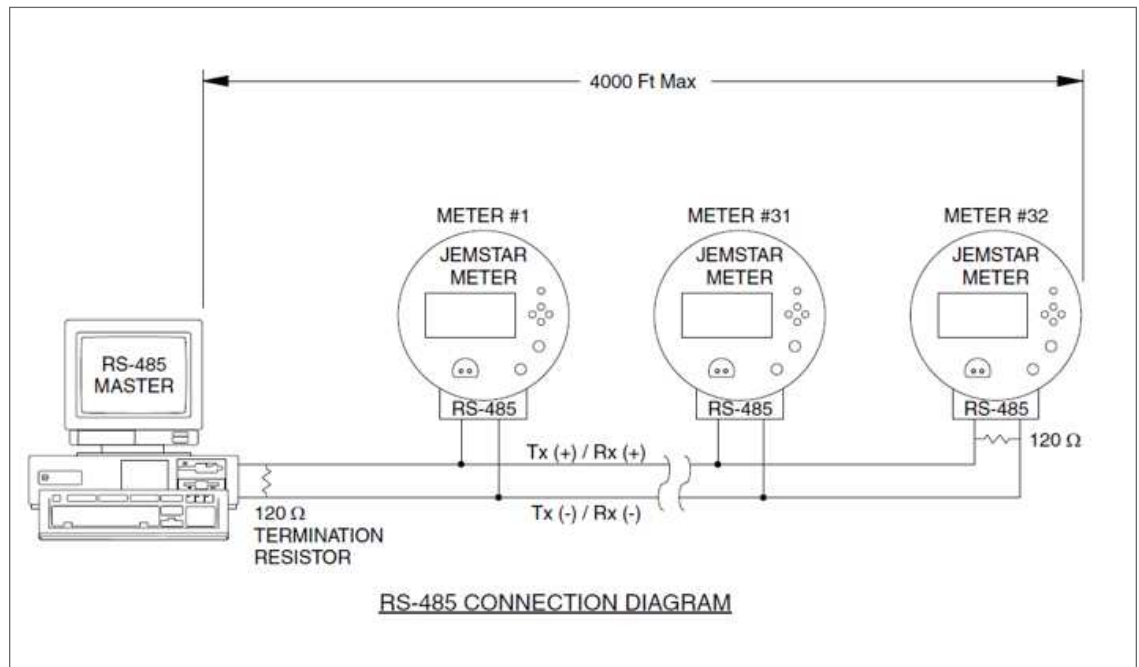 4000 Ft Max
METER #1
METER #31
METER #32
JEMSTAR
METER
JEMSTAR
METER
JEMSTAR
METER
RS-485
MASTER
RS-485
RS-485
RS-485
120 Ω
Tx (+) / Rx (+)
Tx (-) / Rx (-)
120 Ω
TERMINATION
RESISTOR
RS-485 CONNECTION DIAGRAM